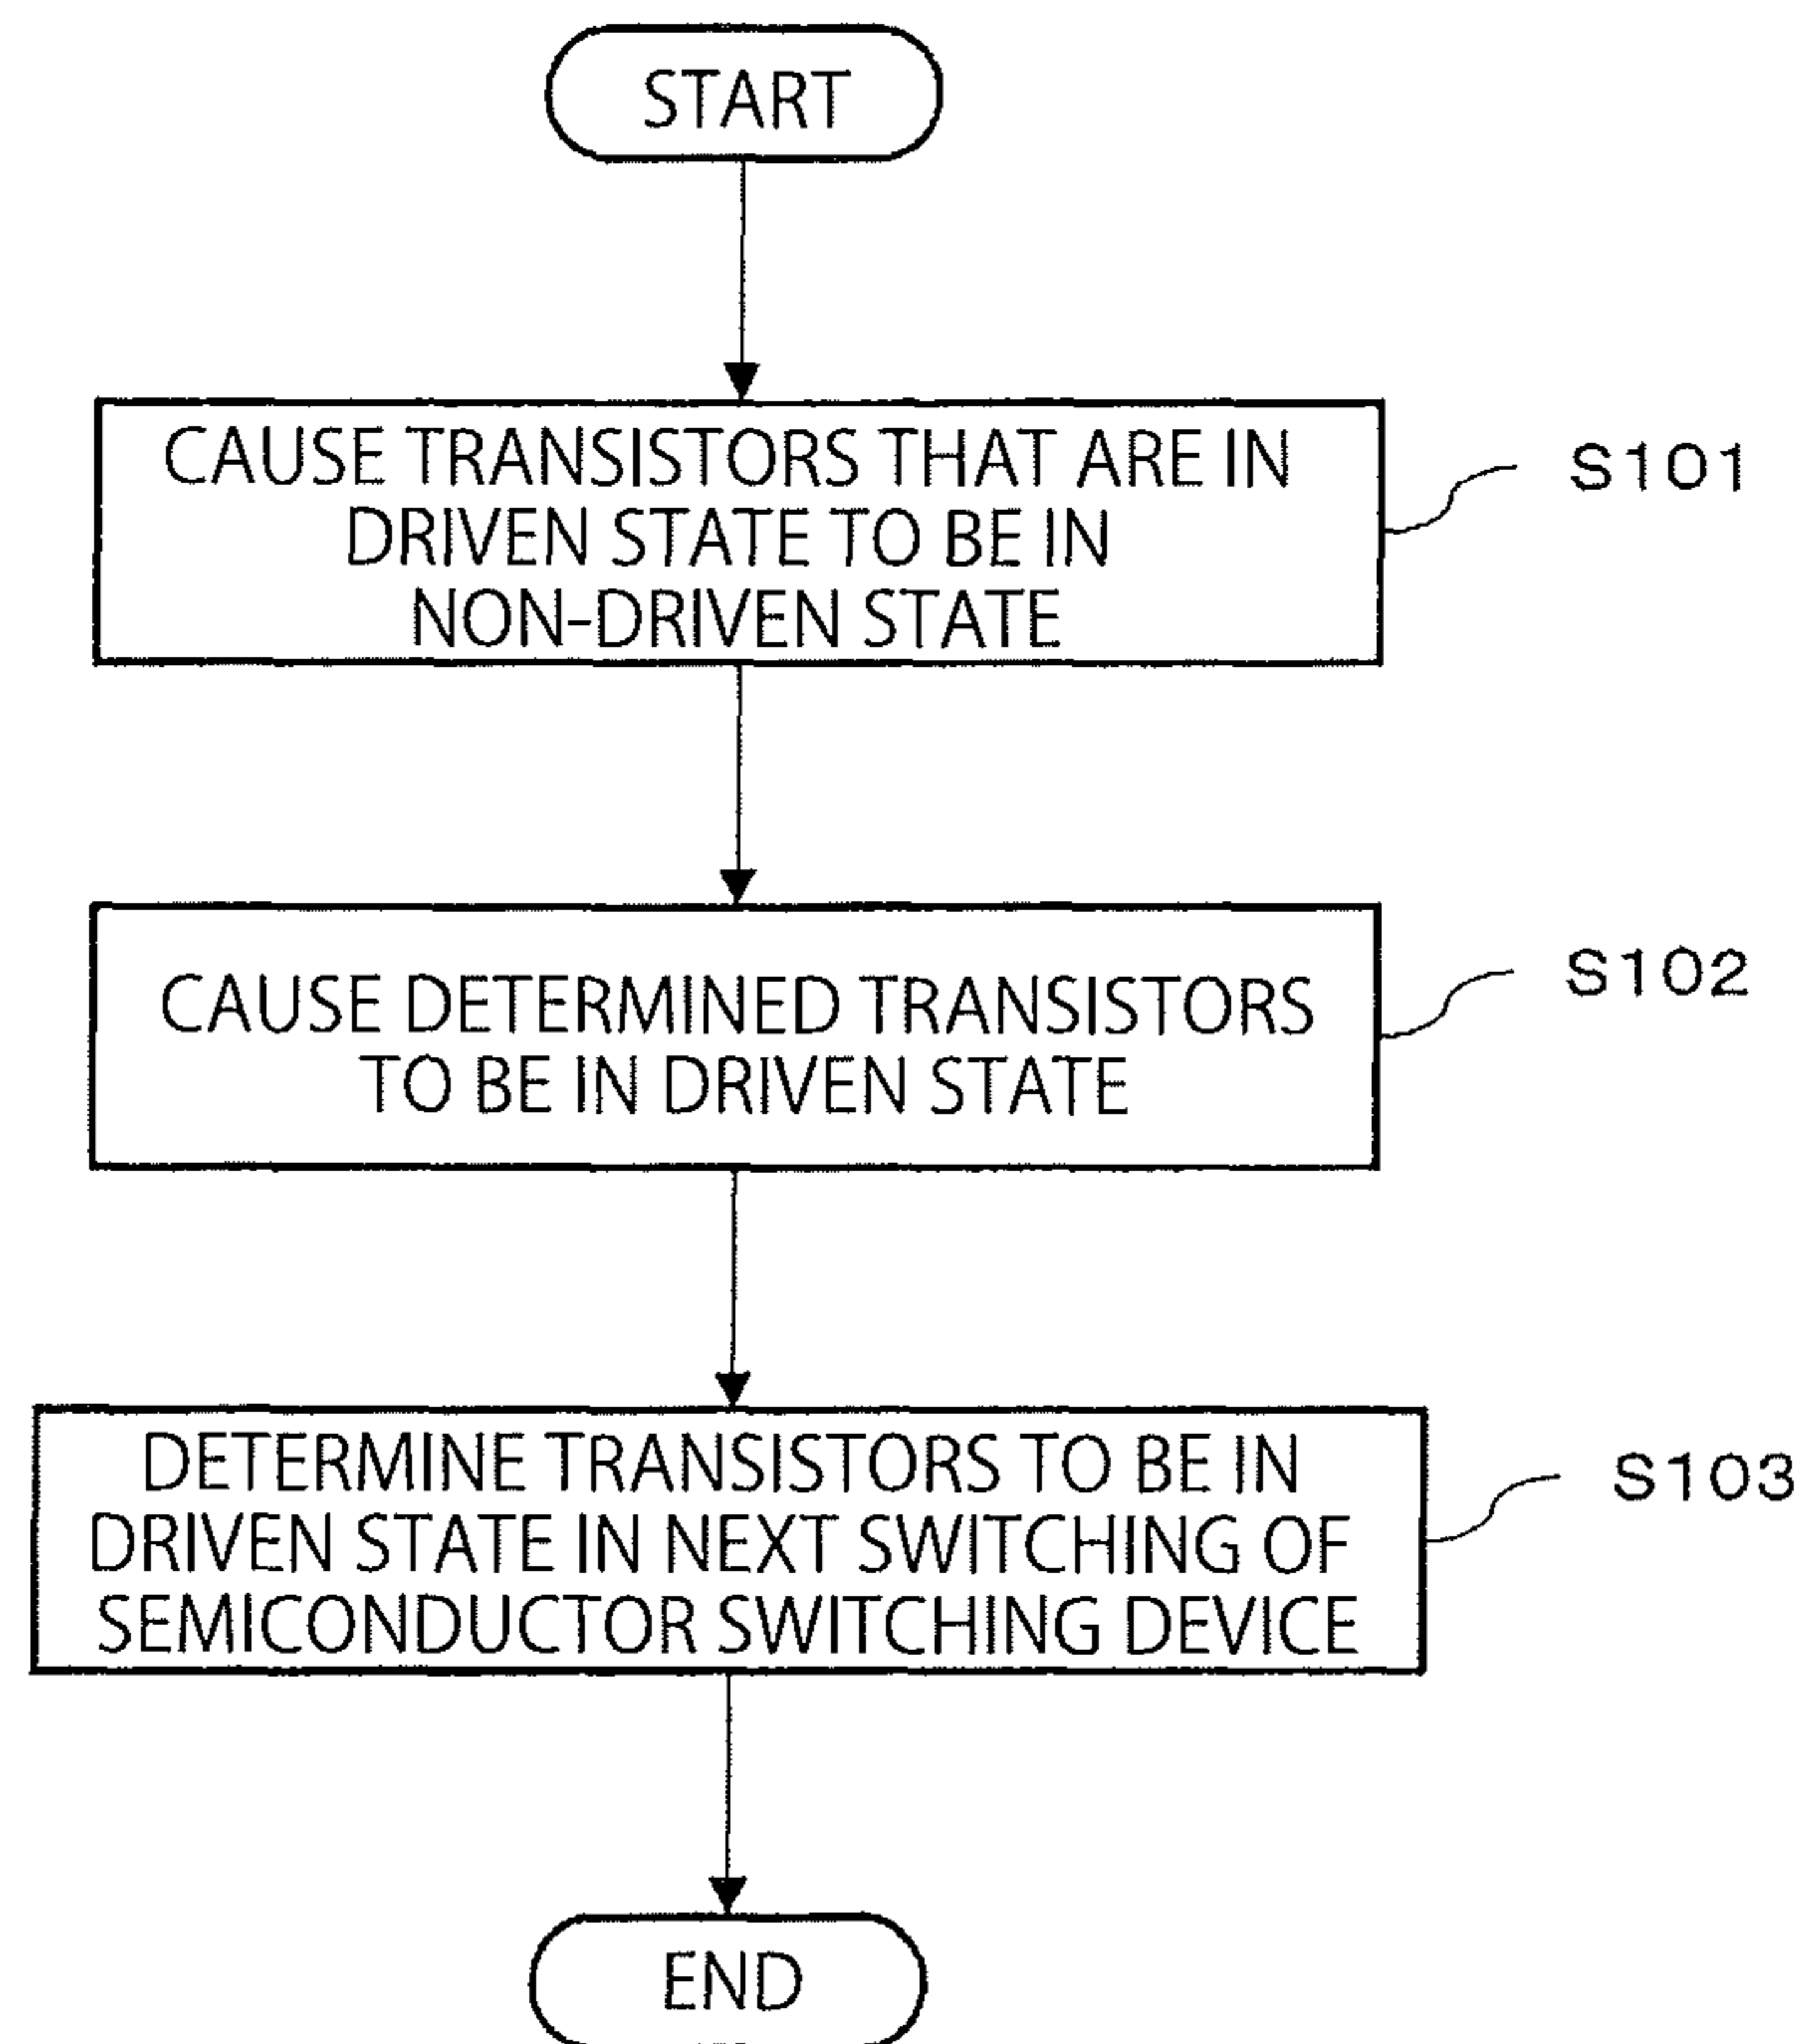 START
CAUSE TRANSISTORS THAT ARE IN
DRIVEN STATE TO BE IN
NON-DRIVEN STATE
S101
CAUSE DETERMINED TRANSISTORS
TO BE IN DRIVEN STATE
S102
DETERMINE TRANSISTORS TO BE IN
DRIVEN STATE IN NEXT SWITCHING OF
SEMICONDUCTOR SWITCHING DEVICE
S103
END